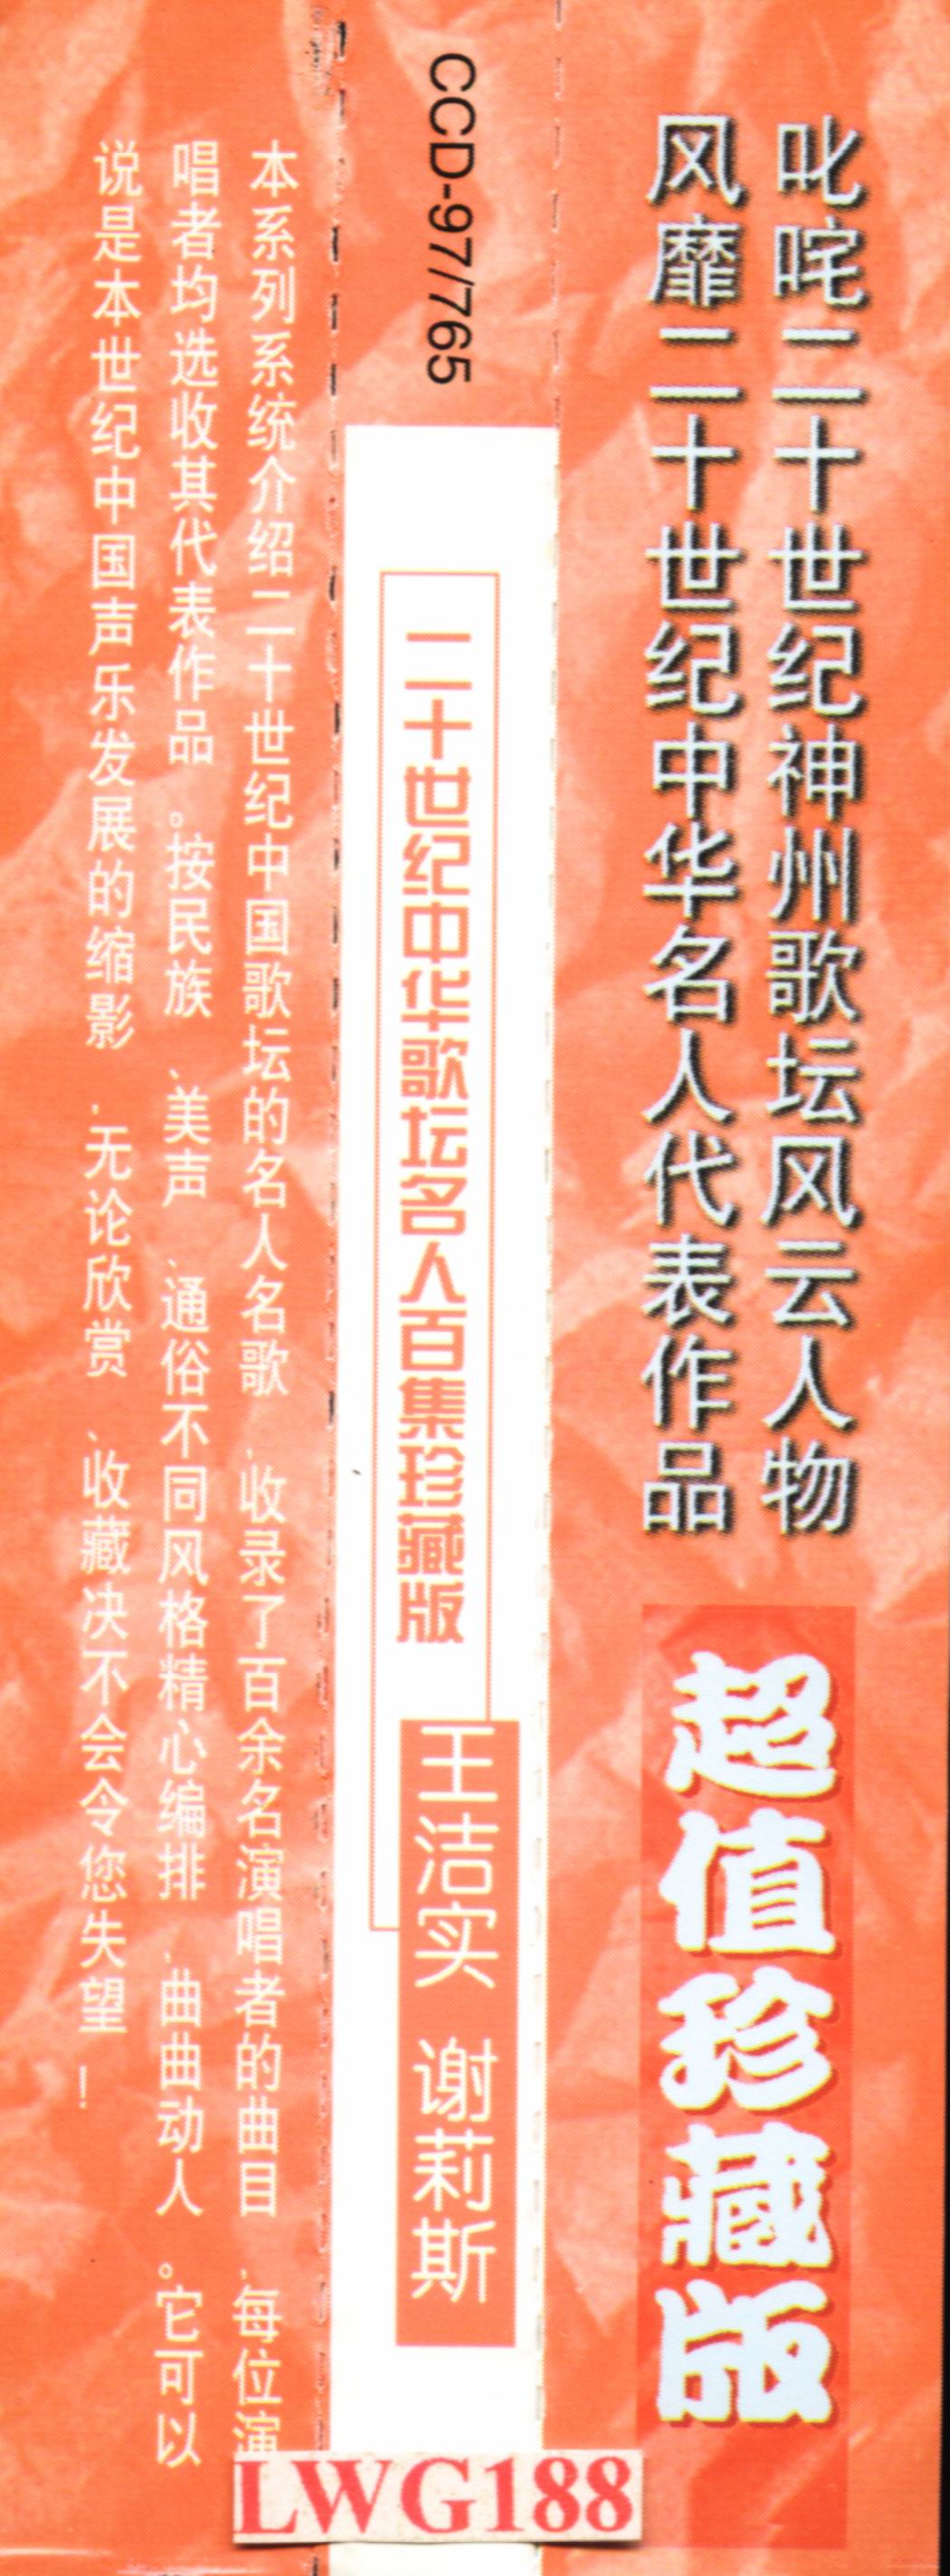 叱咤二十世纪神州歌坛风云人物
风靡二十世纪中华名人代表作品
超值珍藏版
CCD-97/765
二十世纪中华歌坛名人百集珍藏版
王洁实 谢莉斯
本系列系统介绍二十世纪中国歌坛的名人名歌,收录了百余名演唱者的曲目,每位演
唱者均选收其代表作品。按民族、美声、通俗不同风格精心编排,曲曲动人。它可以
说是本世纪中国声乐发展的缩影,无论欣赏、收藏决不会令您失望!
LWG188